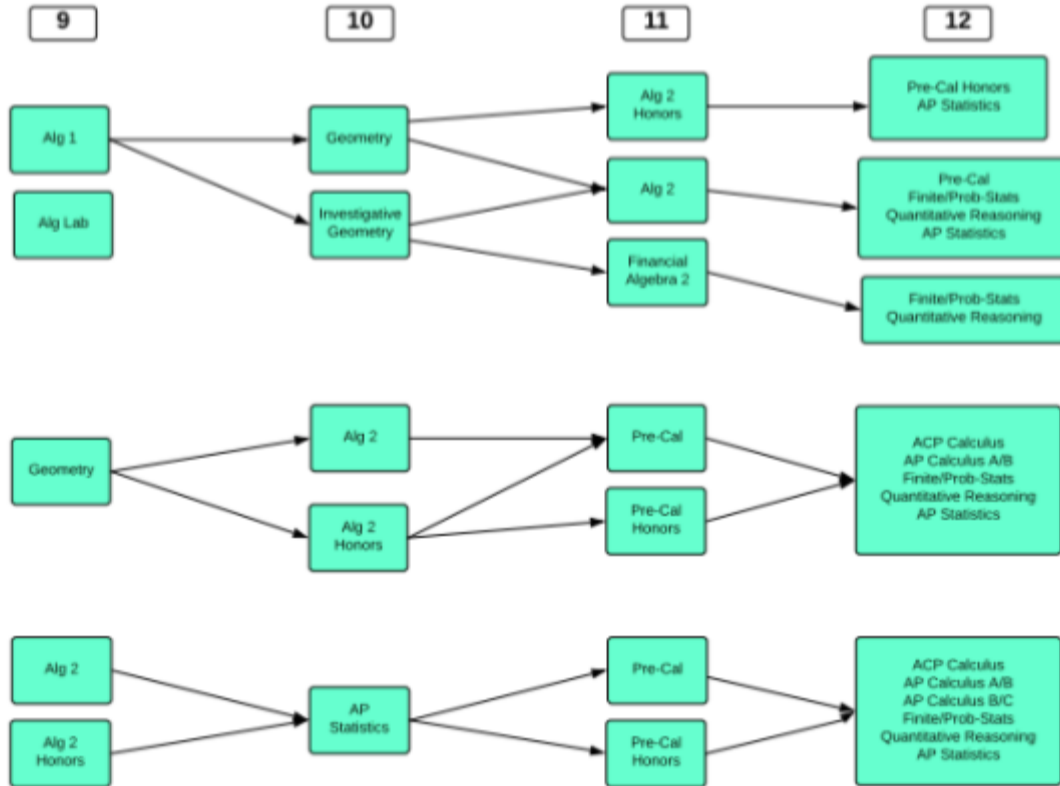 9
10
11
12
Alg 1
Alg Lab
Geometry
Investigative
Geometry
Alg 2
Honors
Alg 2
Financial
Algebra 2
Pre-Cal Honors
AP Statistics
Pre-Cal
Finite/Prob-Stats
Quantitative Reasoning
AP Statistics
Finite/Prob-Stats
Quantitative Reasoning
Geometry
Alg 2
Alg 2
Honors
Pre-Cal
Pre-Cal
Honors
ACP Calculus
AP Calculus A/B
Finite/Prob-Stats
Quantitative Reasoning
AP Statistics
Alg 2
Alg 2
Honors
AP
Statistics
Pre-Cal
Pre-Cal
Honors
ACP Calculus
AP Calculus A/B
AP Calculus B/C
Finite/Prob-Stats
Quantitative Reasoning
AP Statistics